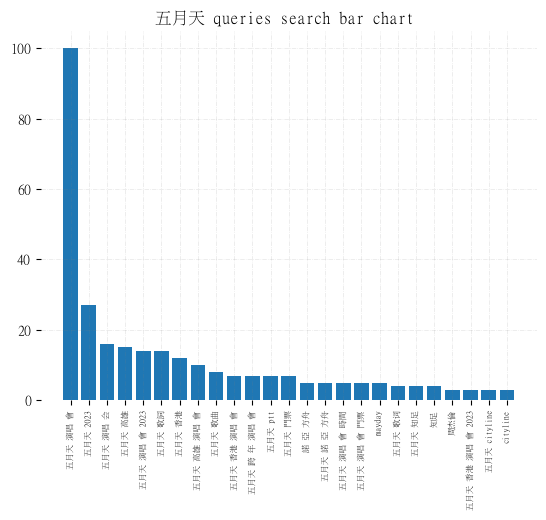 五月天 queries search bar chart
100
80
60
40
20
0
五月天 演唱 會
五月天 2023
五月天 演唱 会
五月天 高雄
五月天 演唱 會 2023
五月天 歌詞
五月天 香港
五月天 高雄 演唱 會
五月天 歌曲
五月天 香港 演唱 會
五月天 跨 年 演唱 會
五月天 ptt
五月天 門票
諾 亞 方舟
五月天 諾 亞 方舟
五月天 演唱 會 時間
五月天 演唱 會 門票
mayday
五月天 歌词
五月天 知足
知足
周杰倫
五月天 香港 演唱 會 2023
五月天 cityline
cityline